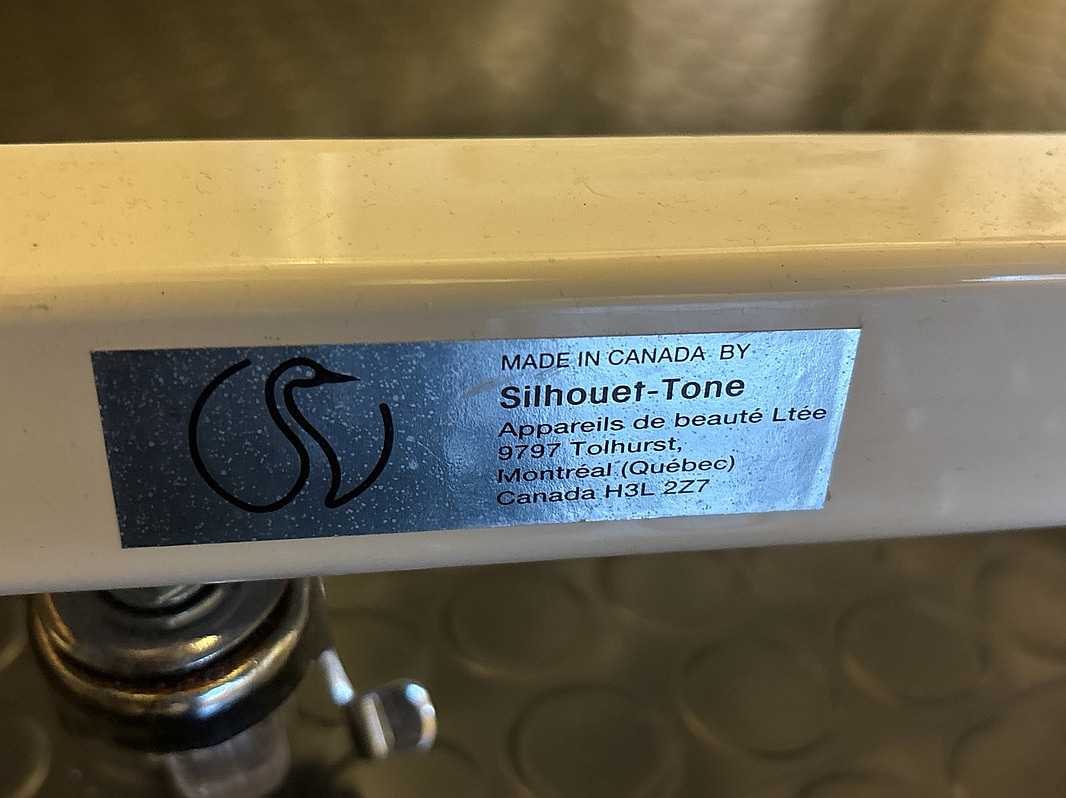 MADE IN CANADA BY
Silhouet-Tone
Appareils de beauté Ltée
9797 Tolhurst,
Montréal (Québec)
Canada H3L 2Z7